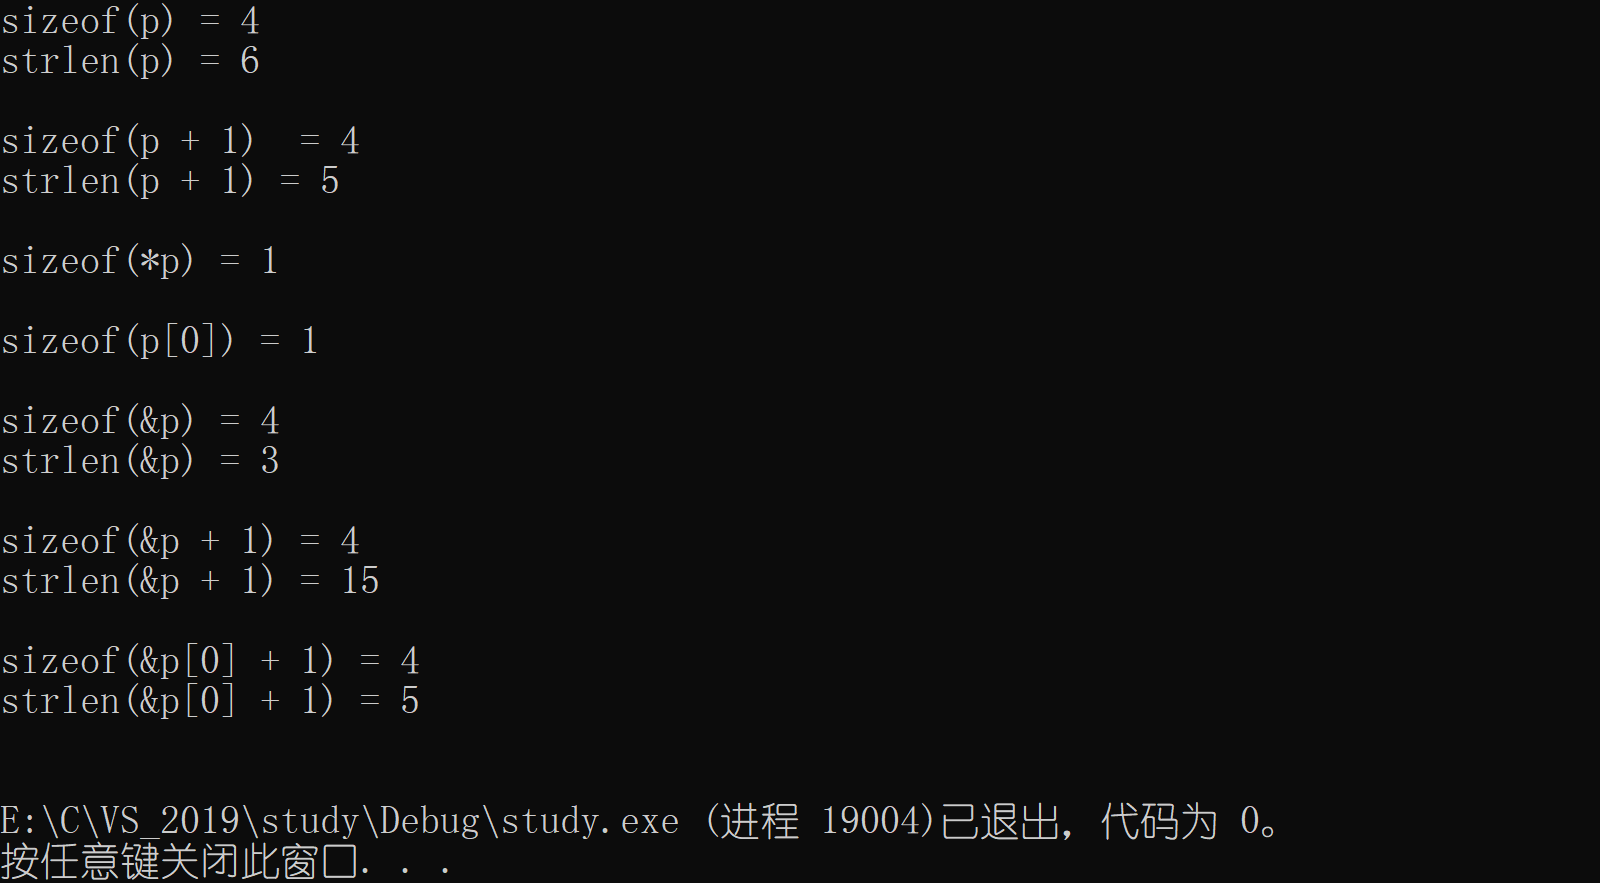 sizeof(p) = 4
strlen(p) = 6
sizeof(p + 1)  = 4
strlen(p + 1) = 5
sizeof(*p) = 1
sizeof(p[0]) = 1
sizeof(&p) = 4
strlen(&p) = 3
sizeof(&p + 1) = 4
strlen(&p + 1) = 15
sizeof(&p[0] + 1) = 4
strlen(&p[0] + 1) = 5
E:\C\VS_2019\study\Debug\study.exe (进程 19004)已退出，代码为 0。
按任意键关闭此窗口. . .